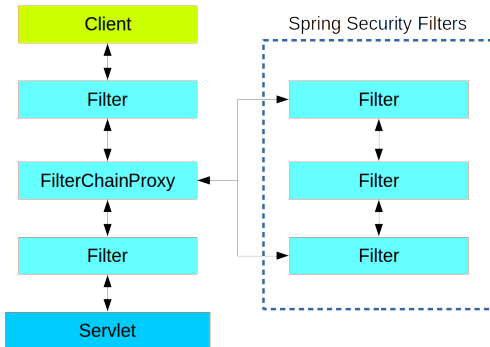 Client
Filter
FilterChainProxy
Filter
Servlet
Spring Security Filters
Filter
Filter
Filter